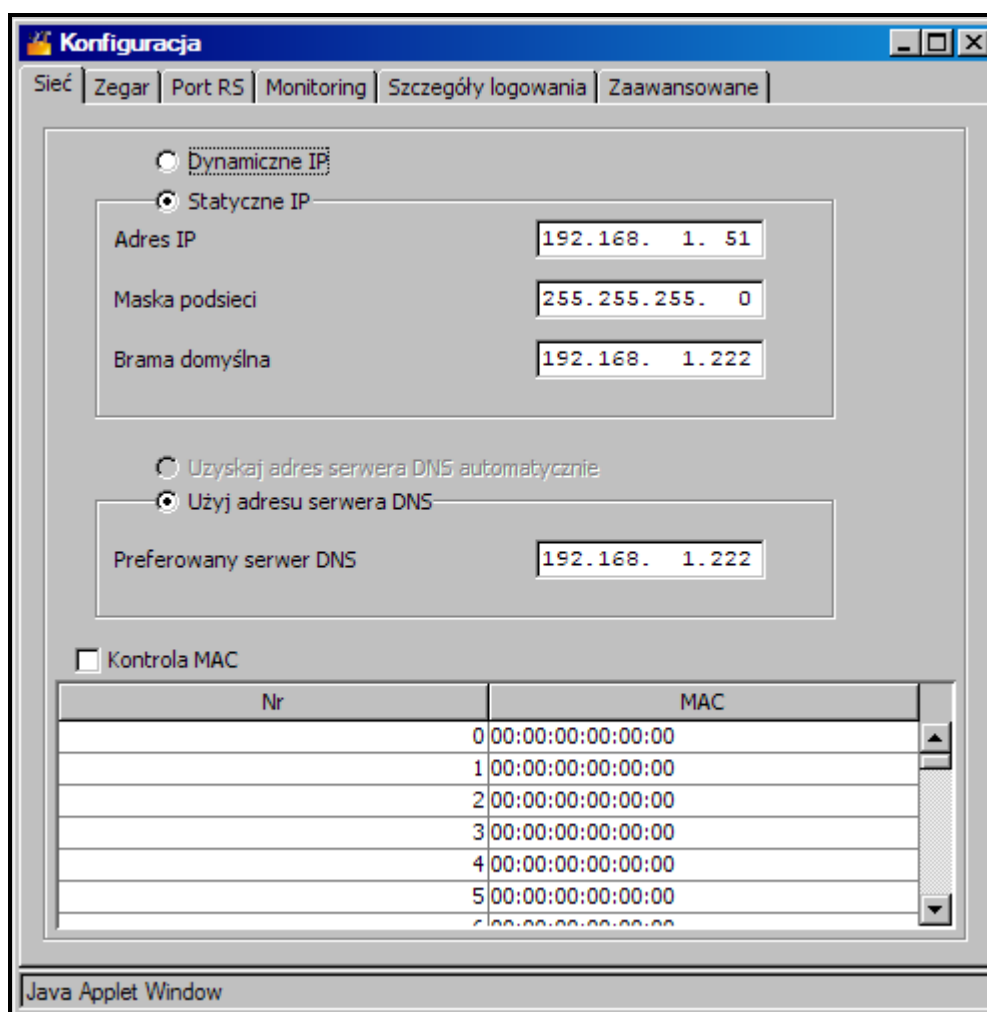 Konfiguracja
Sieć Zegar Port RS Monitoring Szczegóły logowania Zaawansowane
Dynamiczne IP
Statyczne IP
Adres IP 192.168. 1. 51
Maska podsieci 255.255.255. 0
Brama domyślna 192.168. 1.222
Uzyskaj adres serwera DNS automatycznie
Użyj adresu serwera DNS
Preferowany serwer DNS 192.168. 1.222
Kontrola MAC
Nr MAC
0 00:00:00:00:00:00
1 00:00:00:00:00:00
2 00:00:00:00:00:00
3 00:00:00:00:00:00
4 00:00:00:00:00:00
5 00:00:00:00:00:00
Java Applet Window